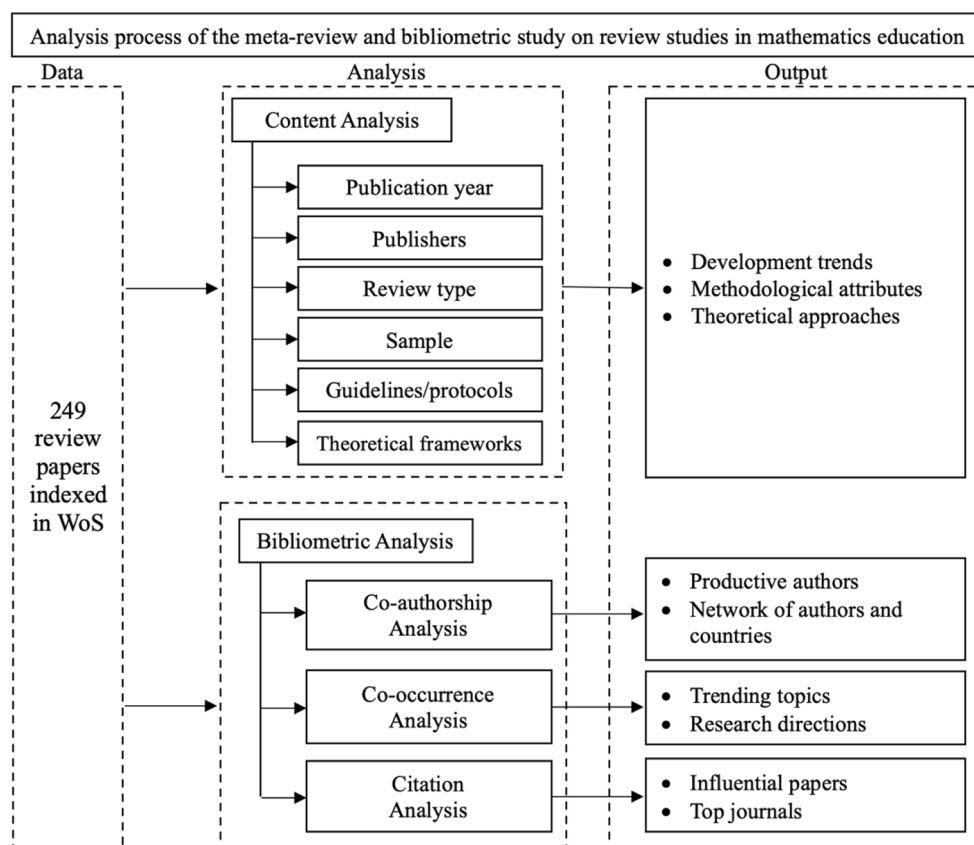 Analysis process of the meta-review and bibliometric study on review studies in mathematics education
Data
Analysis
Output
249
review
papers
indexed
in WoS
Content Analysis
Publication year
Publishers
Review type
Sample
Guidelines/protocols
Theoretical frameworks
• Development trends
• Methodological attributes
• Theoretical approaches
Bibliometric Analysis
Co-authorship
Analysis
• Productive authors
• Network of authors and
countries
Co-occurrence
Analysis
• Trending topics
• Research directions
Citation
Analysis
• Influential papers
• Top journals